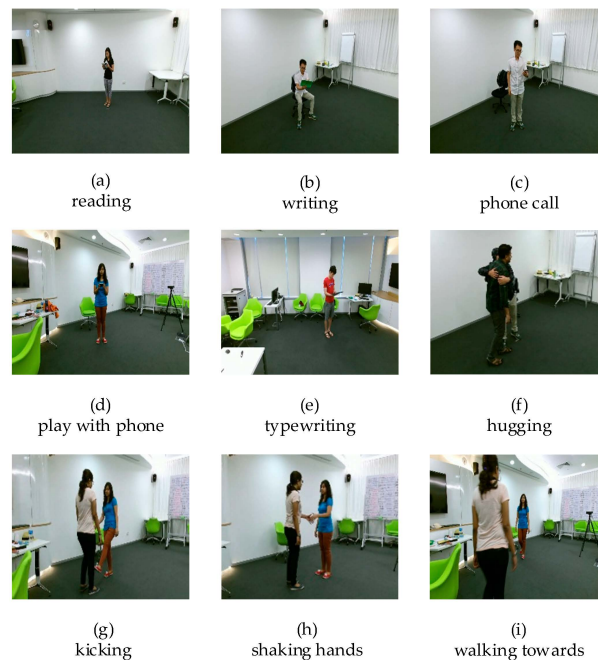 (a)
reading
(b)
writing
(c)
phone call
(d)
play with phone
(e)
typewriting
(f)
hugging
(g)
kicking
(h)
shaking hands
(i)
walking towards